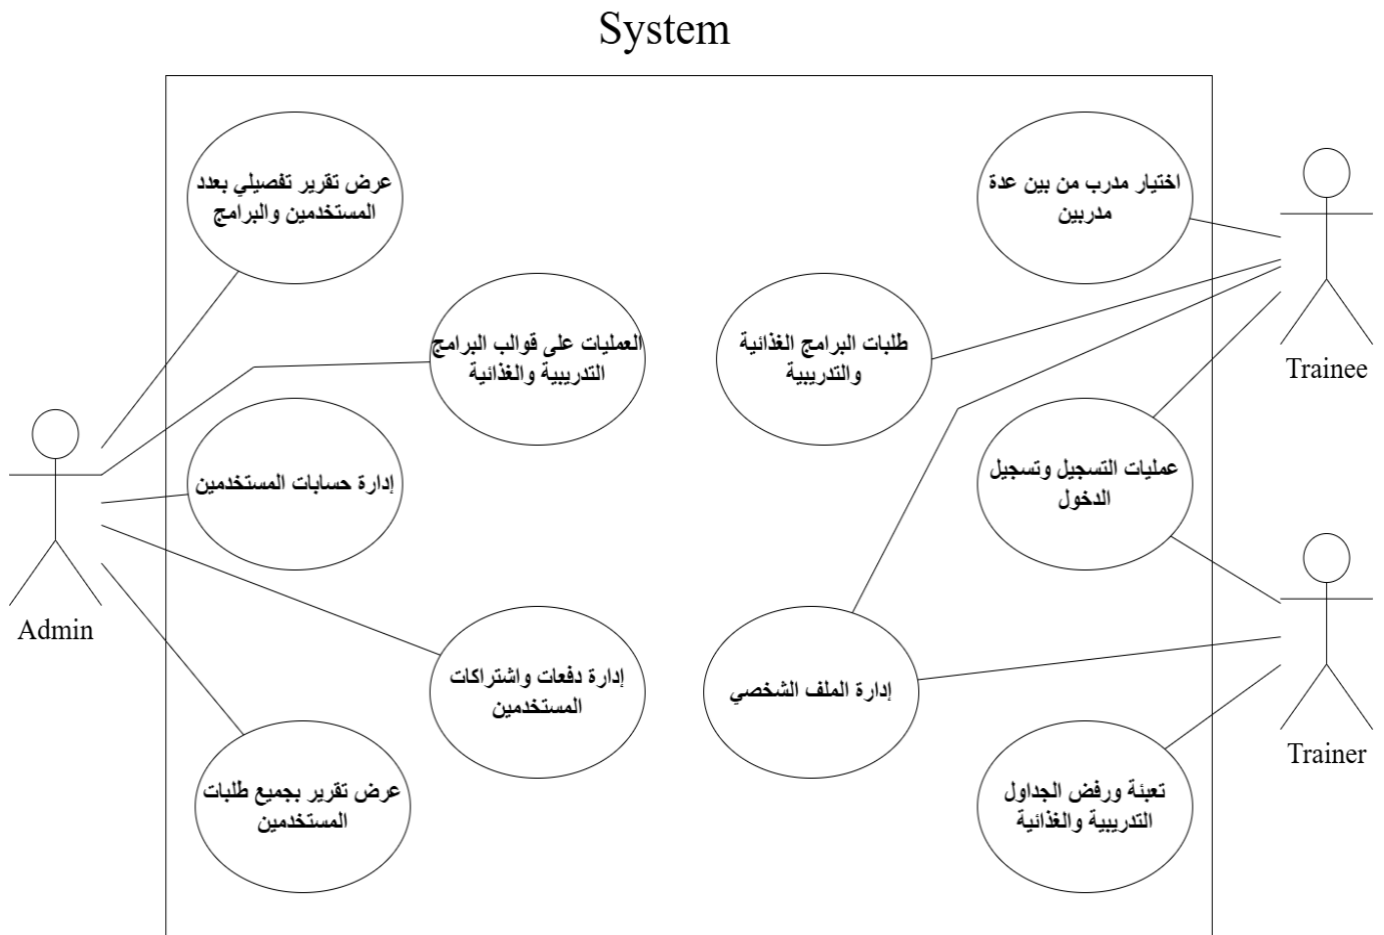 System
عرض تقرير تفصيلي بعدد
المستخدمين والبرامج
اختيار مدرب من بين عدة
مدربين
العمليات على قوالب البرامج
التدريبية والغذائية
طلبات البرامج الغذائية
والتدريبية
Trainee
إدارة حسابات المستخدمين
عمليات التسجيل وتسجيل
الدخول
Admin
إدارة دفعات واشتراكات
المستخدمين
إدارة الملف الشخصي
Trainer
عرض تقرير بجميع طلبات
المستخدمين
تعبئة ورفض الجداول
التدريبية والغذائية